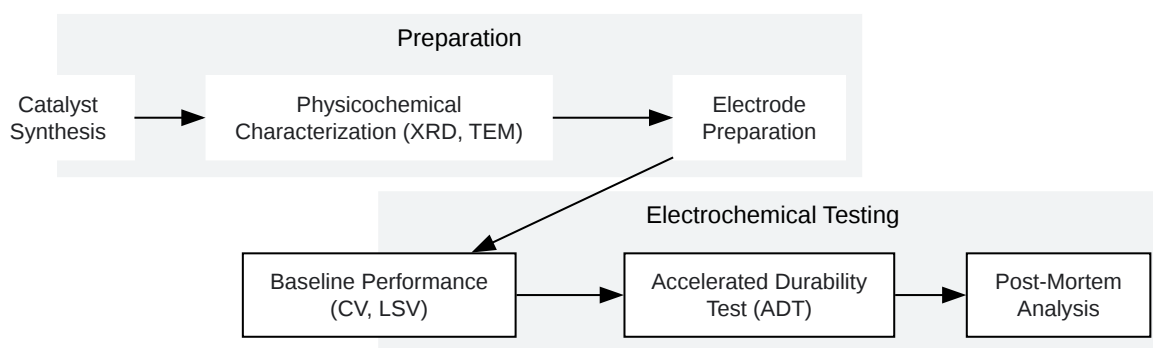 Preparation
Catalyst
Synthesis
Physicochemical
Characterization (XRD, TEM)
Electrode
Preparation
Electrochemical Testing
Baseline Performance
(CV, LSV)
Accelerated Durability
Test (ADT)
Post-Mortem
Analysis